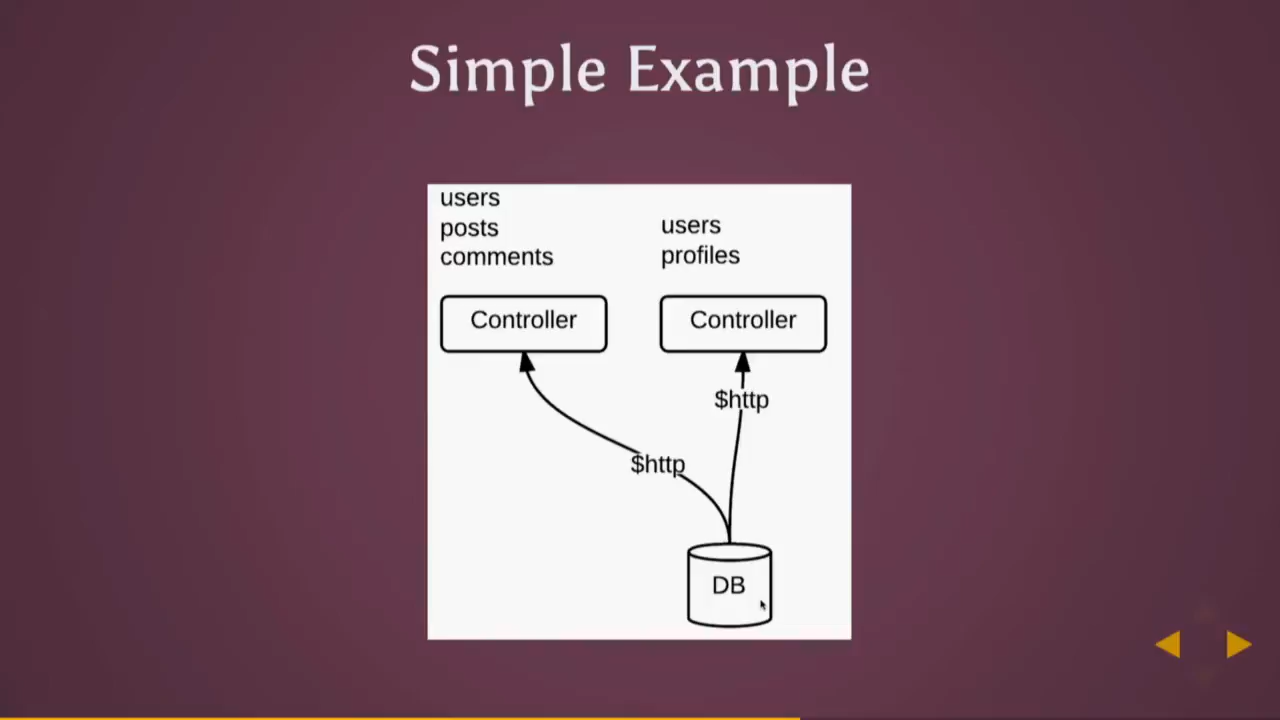 Simple Example
users
posts
comments
users
profiles
Controller
Controller
$http
$http
DB